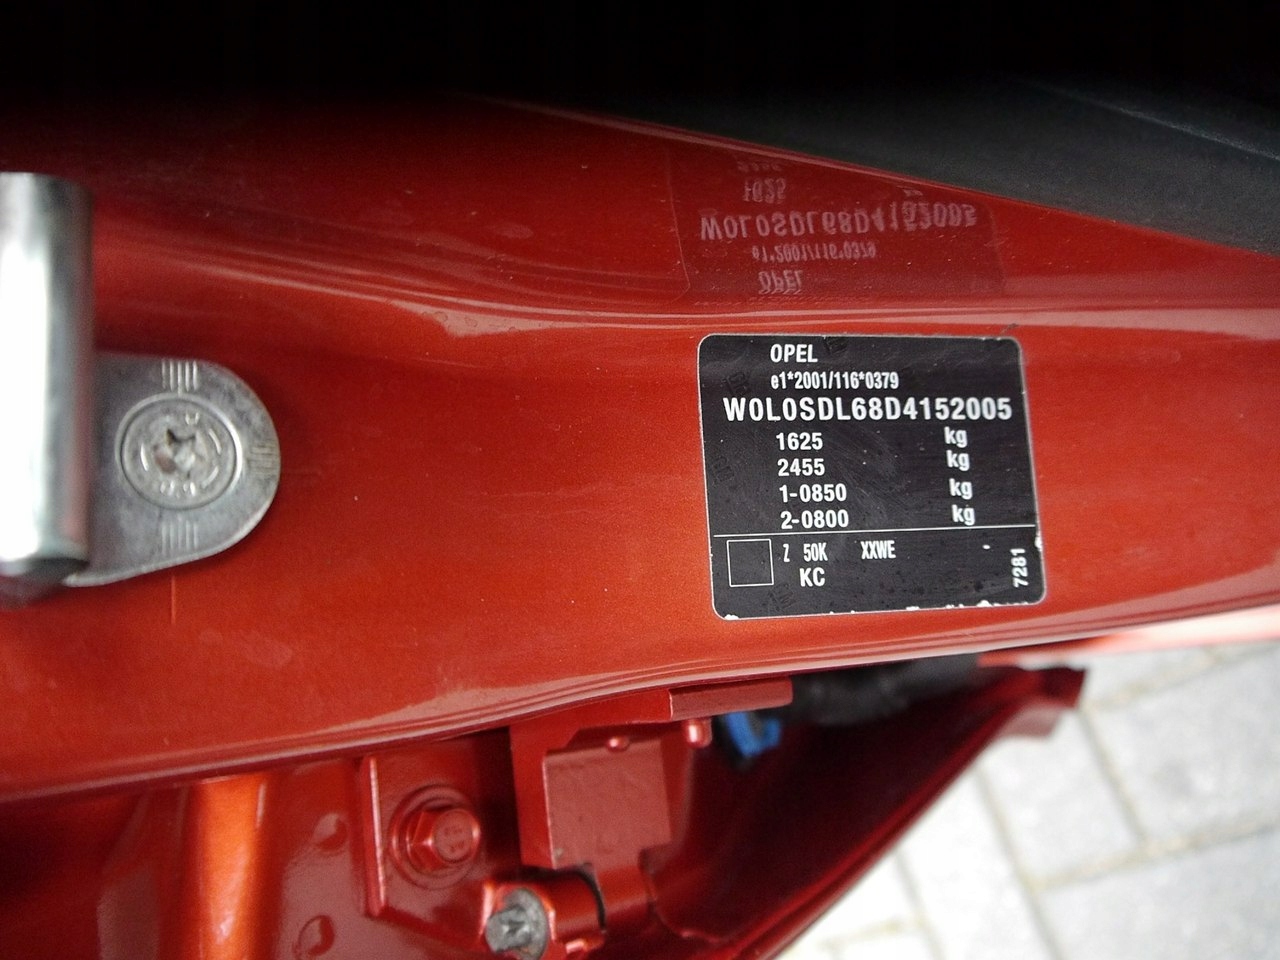 OPEL
e1*2001/116*0379
W0L0SDL68D4152005
1625 kg
2455 kg
1-0850 kg
2-0800 kg
Z 50K XXWE
KC
7281